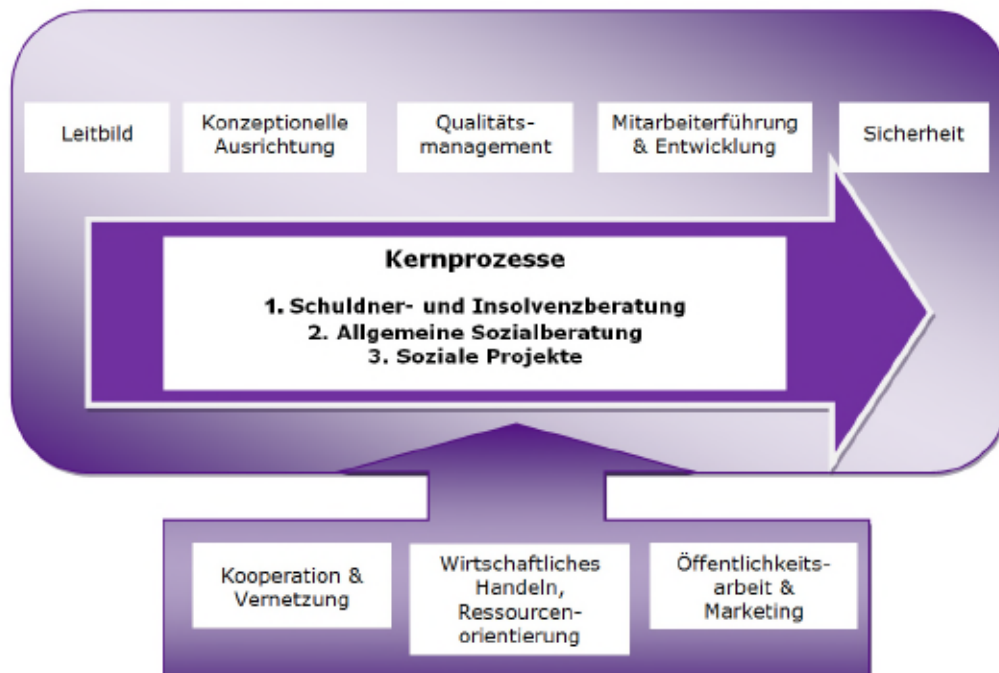 Leitbild
Konzeptionelle
Ausrichtung
Qualitäts-
management
Mitarbeiterführung
& Entwicklung
Sicherheit
Kernprozesse
1. Schuldner- und Insolvenzberatung
2. Allgemeine Sozialberatung
3. Soziale Projekte
Kooperation &
Vernetzung
Wirtschaftliches
Handeln,
Ressourcen-
orientierung
Öffentlichkeits-
arbeit &
Marketing